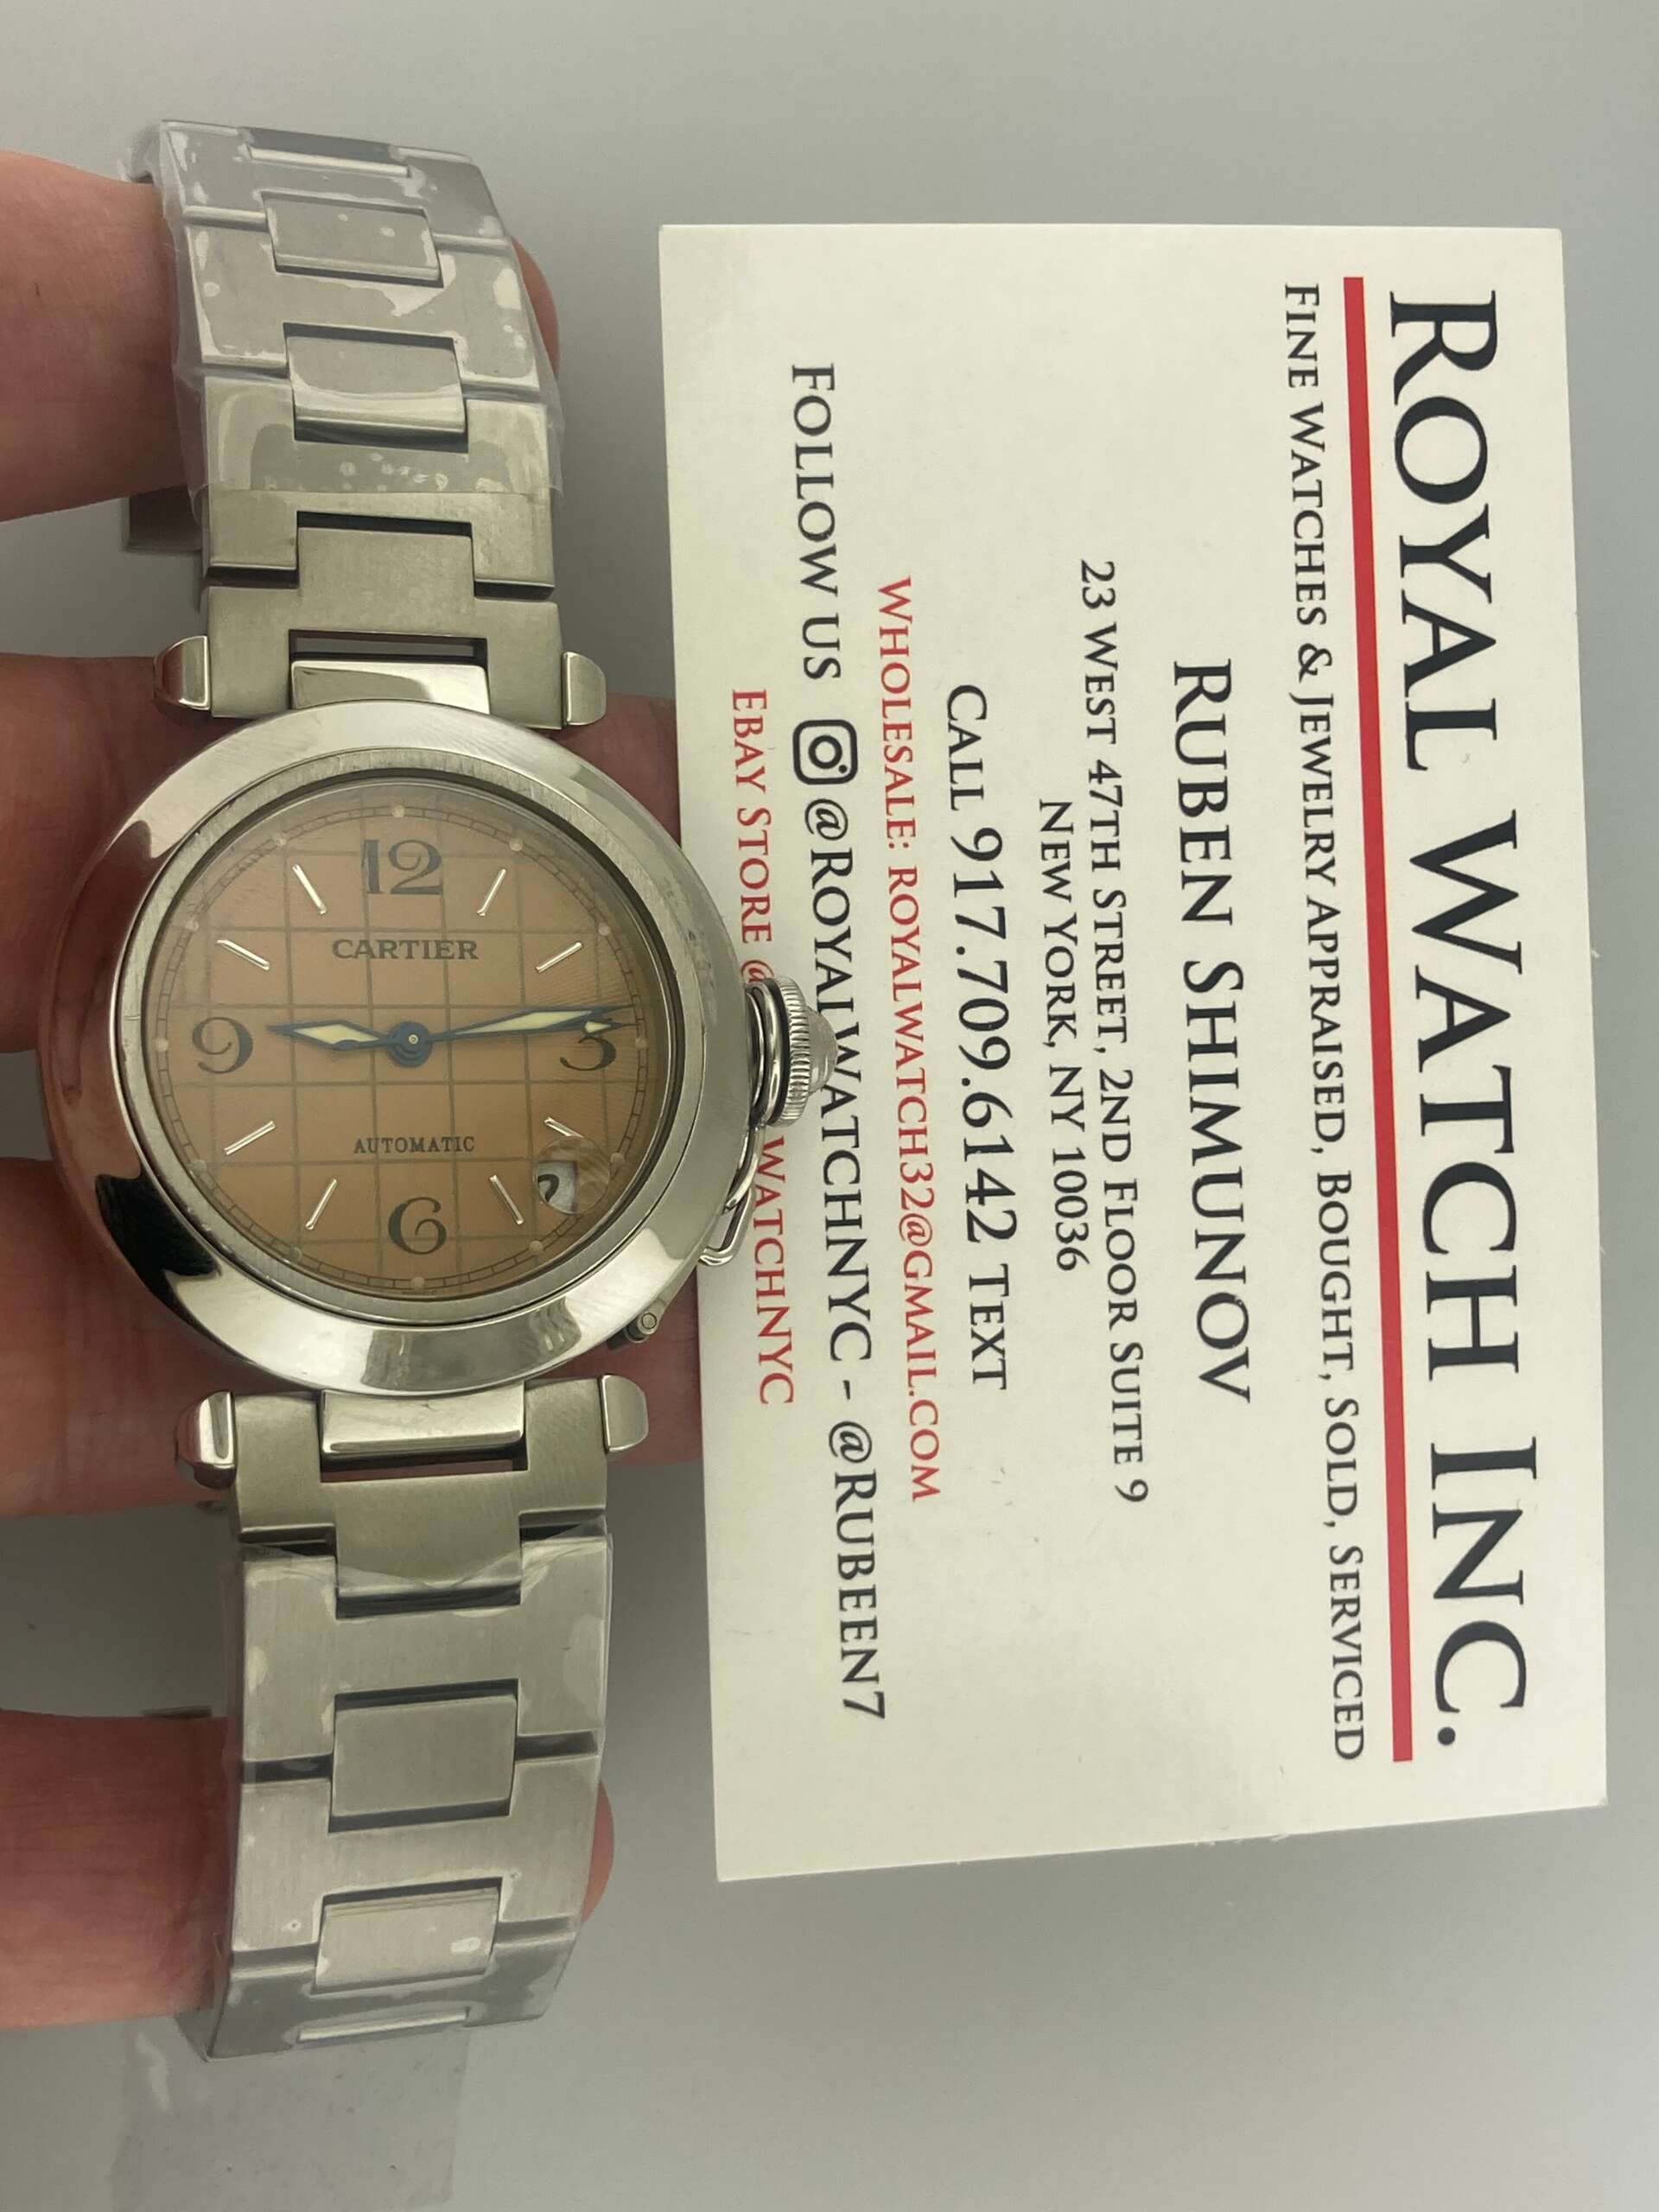 ROYAL WATCH INC.
FINE WATCHES & JEWELRY APPRAISED, BOUGHT, SOLD, SERVICED
RUBEN SHIMUNOV
23 WEST 47TH STREET, 2ND FLOOR SUITE 9
NEW YORK, NY 10036
CALL 917.709.6142 TEXT
WHOLESALE: ROYALWATCH32@GMAIL.COM
FOLLOW US @ROYALWATCHNYC - @RUBEEN7
EBAY STORE @ WATCHNYC
12
CARTIER
9 3
AUTOMATIC
6